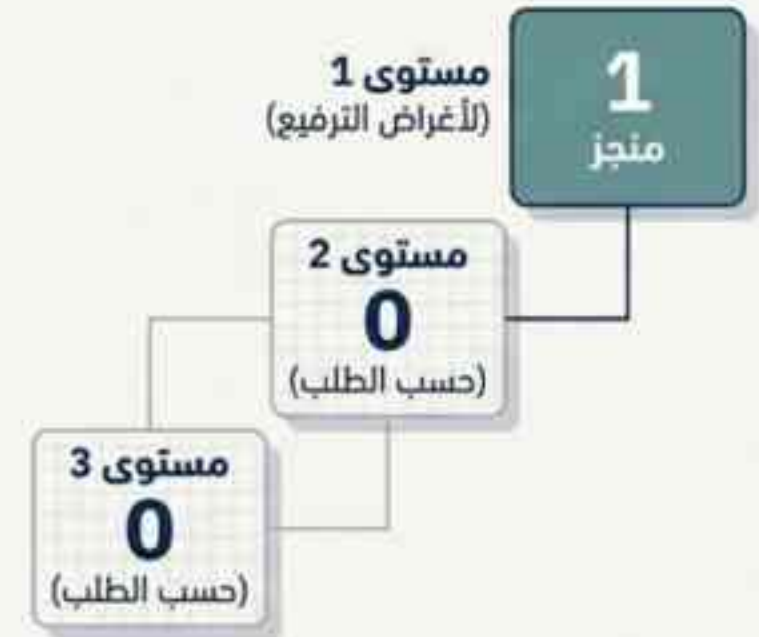 1
منجز
مستوى 1
(لأغراض الترفيع)
مستوى 2
0
(حسب الطلب)
مستوى 3
0
(حسب الطلب)